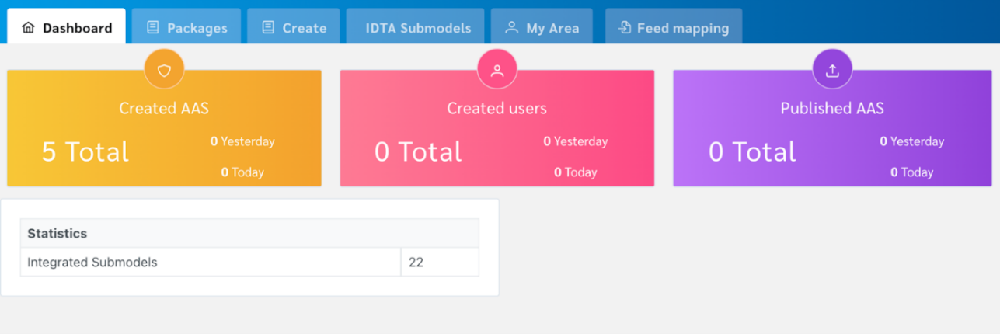 Dashboard
Packages
Create
IDTA Submodels
My Area
Feed mapping
Created AAS
5 Total
0 Yesterday
0 Today
Created users
0 Total
0 Yesterday
0 Today
Published AAS
0 Total
0 Yesterday
0 Today
Statistics
Integrated Submodels 22